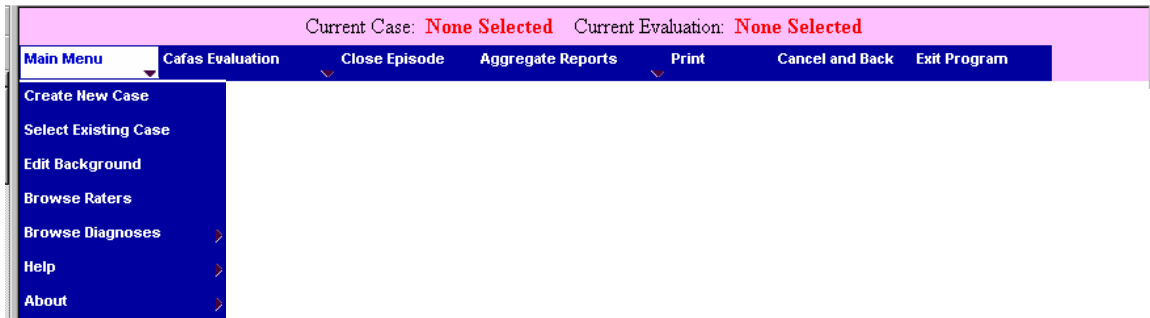 Current Case: None Selected Current Evaluation: None Selected
Main Menu Cafas Evaluation Close Episode Aggregate Reports Print Cancel and Back Exit Program
Create New Case
Select Existing Case
Edit Background
Browse Raters
Browse Diagnoses
Help
About